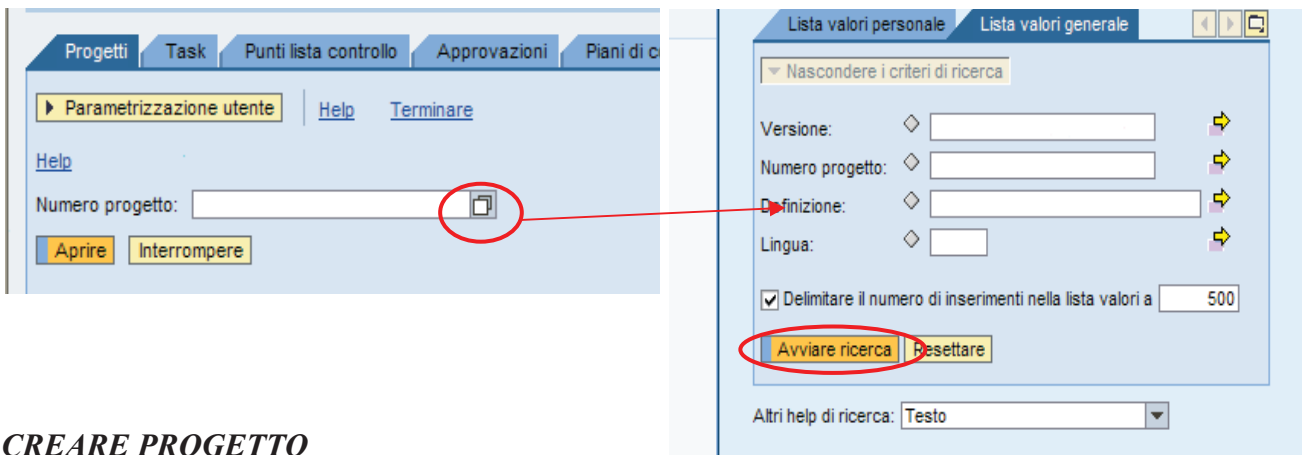 Progetti Task Punti lista controllo Approvazioni Piani di c
Parametrizzazione utente Help Terminare
Help
Numero progetto:
Aprire Interrompere
Lista valori personale Lista valori generale
Nascondere i criteri di ricerca
Versione:
Numero progetto:
Definizione:
Lingua:
Delimitare il numero di inserimenti nella lista valori a 500
Avviare ricerca Resettare
Altri help di ricerca: Testo
CREARE PROGETTO